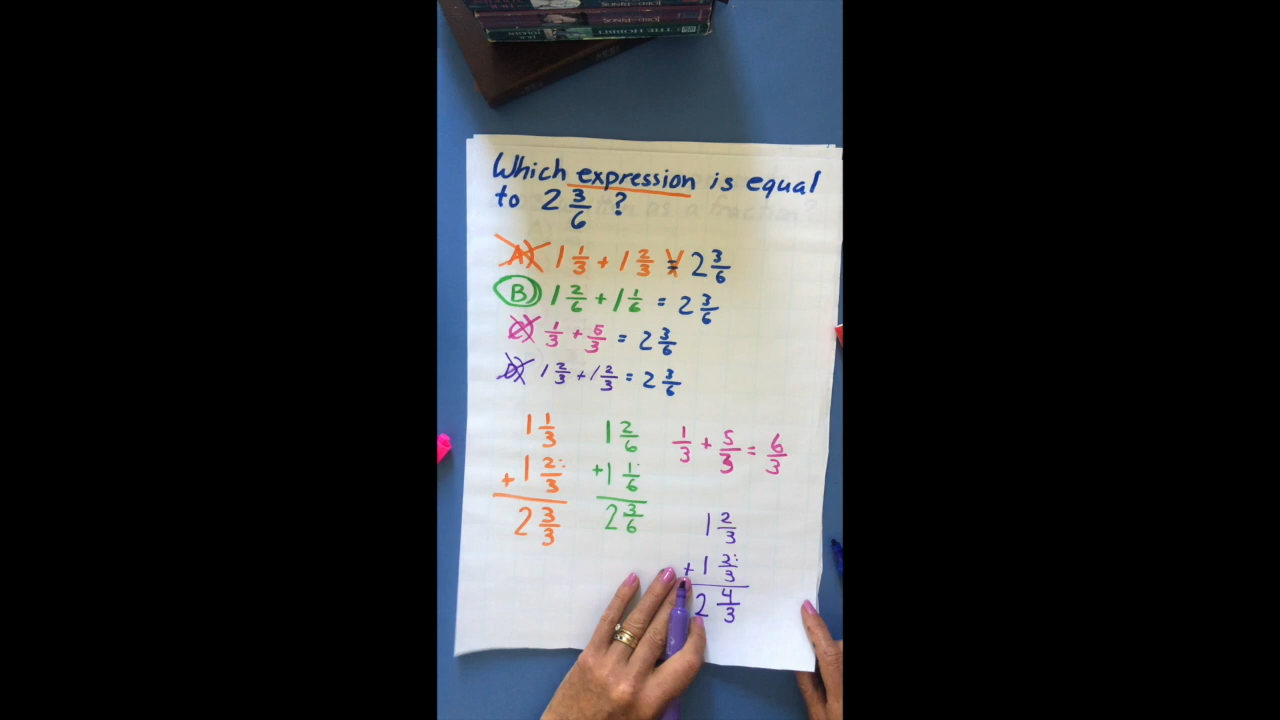 THE HOBBIT
Which expression is equal
to 2 3/6 ?
A) 1 1/3 + 1 2/3 = 2 3/6
B) 1 2/6 + 1 1/6 = 2 3/6
C) 1/3 + 5/3 = 2 3/6
D) 1 2/3 + 1 2/3 = 2 3/6
1 1/3
+ 1 2/3
2 3/3
1 2/6
+ 1 1/6
2 3/6
1/3 + 5/3 = 6/3
1 2/3
+ 1 2/3
2 4/3